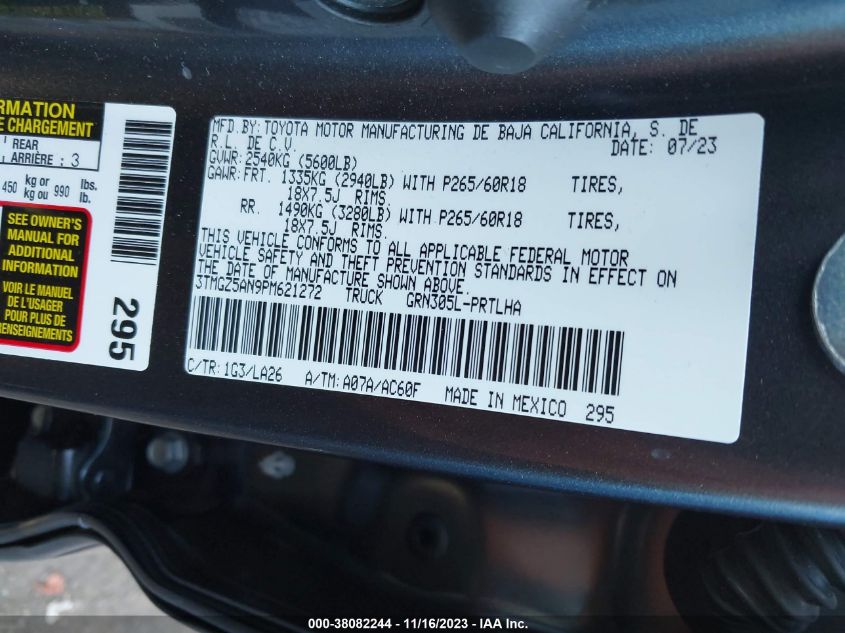 RMATION
E CHARGEMENT
REAR
ARRIÈRE : 3
450 kg or kg ou 990 lbs. lb.
SEE OWNER'S
MANUAL FOR
ADDITIONAL
INFORMATION
VOIR LE MANUEL
DE L'USAGER
POUR PLUS DE
RENSEIGNEMENTS
295
MFD.BY:TOYOTA MOTOR MANUFACTURING DE BAJA CALIFORNIA, S. DE
R.L. DE C.V. DATE: 07/23
GVWR:2540KG (5600LB)
GAWR:FRT. 1335KG (2940LB) WITH P265/60R18 TIRES,
18X7.5J RIMS.
RR. 1490KG (3280LB) WITH P265/60R18 TIRES,
18X7.5J RIMS.
THIS VEHICLE CONFORMS TO ALL APPLICABLE FEDERAL MOTOR
VEHICLE SAFETY AND THEFT PREVENTION STANDARDS IN EFFECT ON
THE DATE OF MANUFACTURE SHOWN ABOVE.
3TMGZ5AN9PM621272 TRUCK GRN305L-PRTLHA
C/TR:1G3/LA26 A/TM:A07A/AC60F MADE IN MEXICO 295
000-38082244 - 11/16/2023 - IAA Inc.